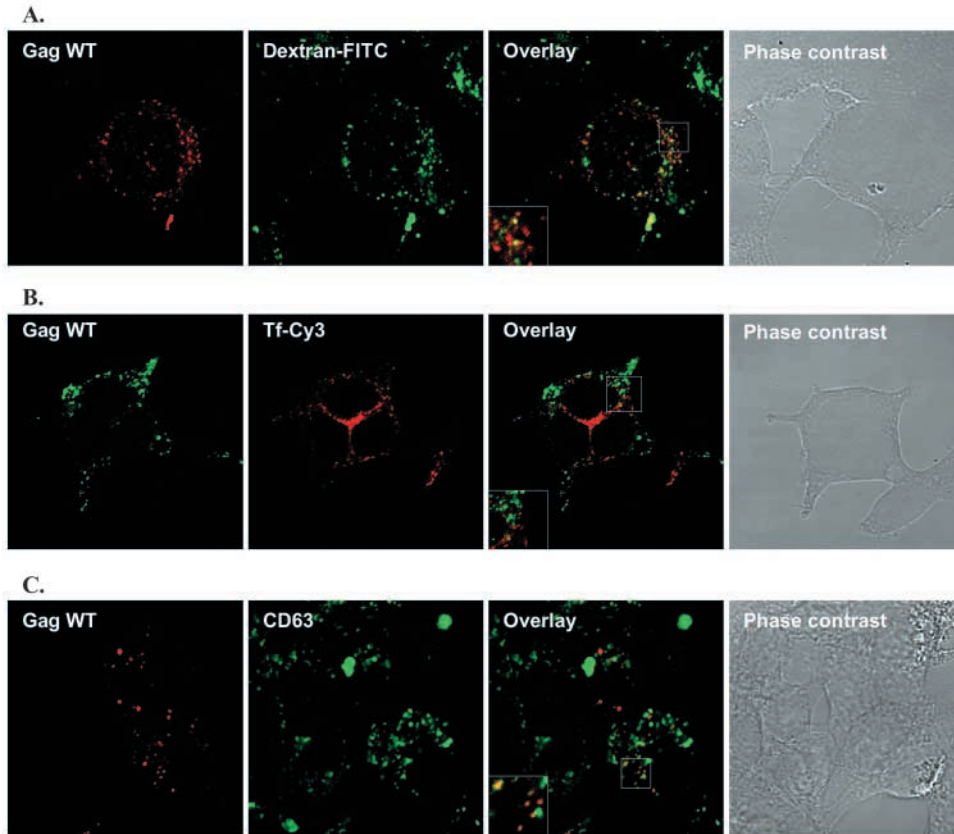 A.
Gag WT Dextran-FITC Overlay Phase contrast
B.
Gag WT Tf-Cy3 Overlay Phase contrast
C.
Gag WT CD63 Overlay Phase contrast